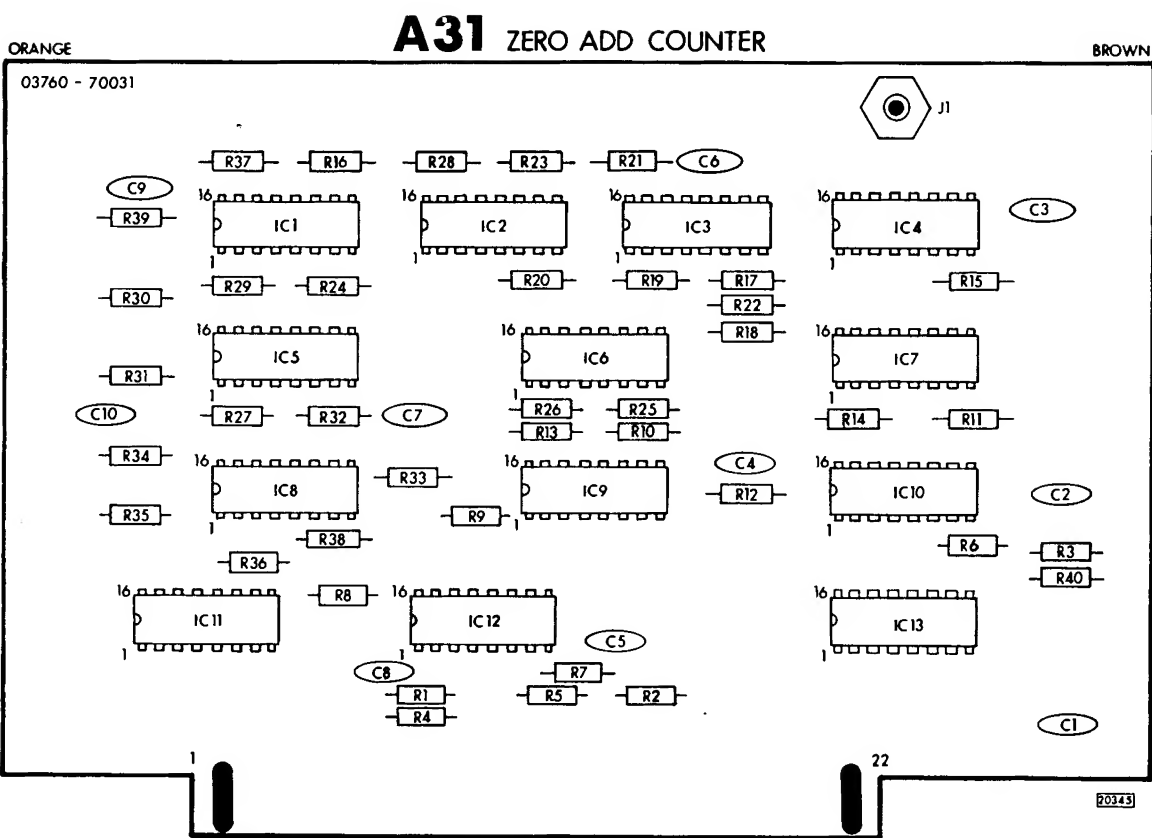 A31 ZERO ADD COUNTER
ORANGE
BROWN
03760 - 70031
J1
R37 R16 R28 R23 R21 C6
C9
R39
16 IC1 1
16 IC2 1
16 IC3 1
16 IC4 1
C3
R29 R24 R20 R19 R17 R15
R30
R22
R18
16 IC5 1
16 IC6 1
16 IC7 1
R31
C10 R27 R32 C7 R26 R25 R14 R11
R13 R10
R34
16 IC8 1
R33
16 IC9 1
C4
R12
16 IC10 1
C2
R35
R9
R38
R6 R3
R36
R40
16 IC11 1
R8
16 IC12 1
16 IC13 1
C5
C8
R7
R1 R5 R2
R4
C1
1
22
20345